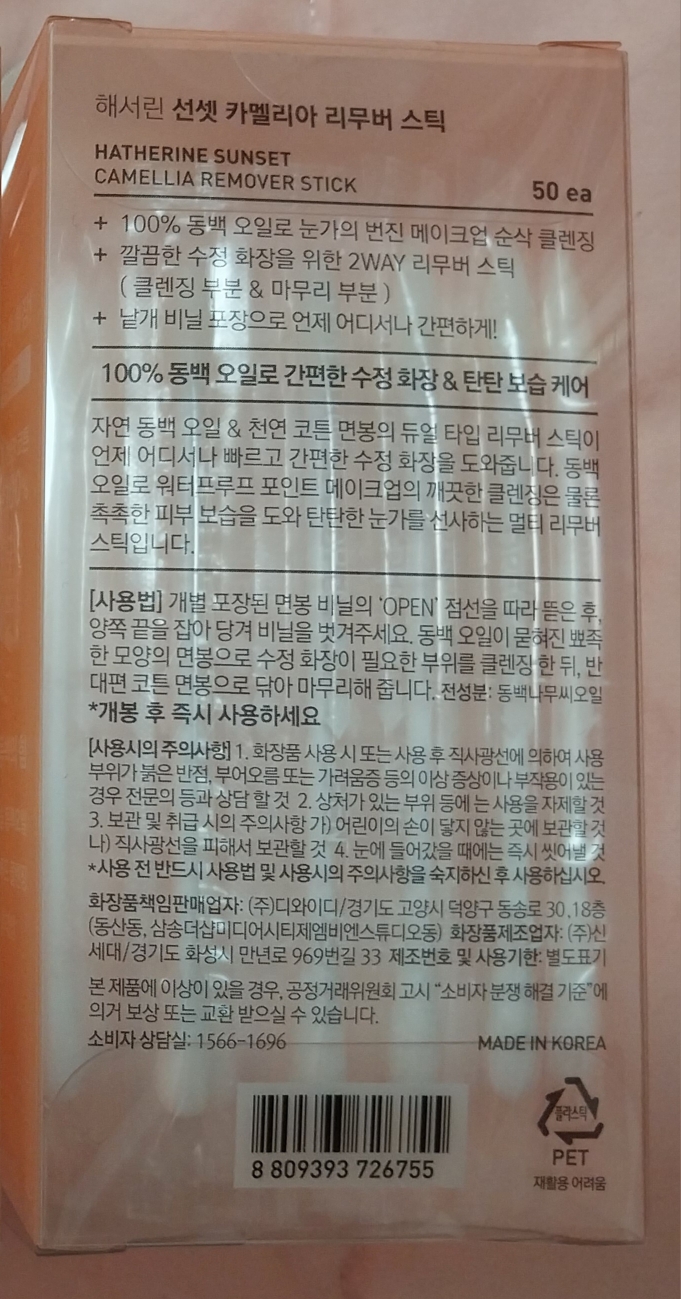 해서린 선셋 카멜리아 리무버 스틱
HATHERINE SUNSET
CAMELLIA REMOVER STICK
50 ea
+ 100% 동백 오일로 눈가의 번진 메이크업 순삭 클렌징
+ 깔끔한 수정 화장을 위한 2WAY 리무버 스틱
( 클렌징 부분 & 마무리 부분 )
+ 낱개 비닐 포장으로 언제 어디서나 간편하게!
100% 동백 오일로 간편한 수정 화장 & 탄탄 보습 케어
자연 동백 오일 & 천연 코튼 면봉의 듀얼 타입 리무버 스틱이
언제 어디서나 빠르고 간편한 수정 화장을 도와줍니다. 동백
오일로 워터프루프 포인트 메이크업의 깨끗한 클렌징은 물론
촉촉한 피부 보습을 도와 탄탄한 눈가를 선사하는 멀티 리무버
스틱입니다.
[사용법] 개별 포장된 면봉 비닐의 ‘OPEN’ 점선을 따라 뜯은 후,
양쪽 끝을 잡아 당겨 비닐을 벗겨주세요. 동백 오일이 묻혀진 뾰족
한 모양의 면봉으로 수정 화장이 필요한 부위를 클렌징 한 뒤, 반
대편 코튼 면봉으로 닦아 마무리해 줍니다. 전성분: 동백나무씨오일
*개봉 후 즉시 사용하세요
[사용시의 주의사항] 1. 화장품 사용 시 또는 사용 후 직사광선에 의하여 사용
부위가 붉은 반점, 부어오름 또는 가려움증 등의 이상 증상이나 부작용이 있는
경우 전문의 등과 상담 할 것 2. 상처가 있는 부위 등에 는 사용을 자제할 것
3. 보관 및 취급 시의 주의사항 가) 어린이의 손이 닿지 않는 곳에 보관할 것
나) 직사광선을 피해서 보관할 것 4. 눈에 들어갔을 때에는 즉시 씻어낼 것
*사용 전 반드시 사용법 및 사용시의 주의사항을 숙지하신 후 사용하십시오.
화장품책임판매업자: (주)디와이디/경기도 고양시 덕양구 동송로 30,18층
(동산동, 삼송더샵미디어시티제엠비엔스튜디오동) 화장품제조업자: (주)신
세대/경기도 화성시 만년로 969번길 33 제조번호 및 사용기한: 별도표기
본 제품에 이상이 있을 경우, 공정거래위원회 고시 “소비자 분쟁 해결 기준”에
의거 보상 또는 교환 받으실 수 있습니다.
소비자 상담실: 1566-1696
MADE IN KOREA
플라스틱
PET
재활용 어려움
8 809393 726755